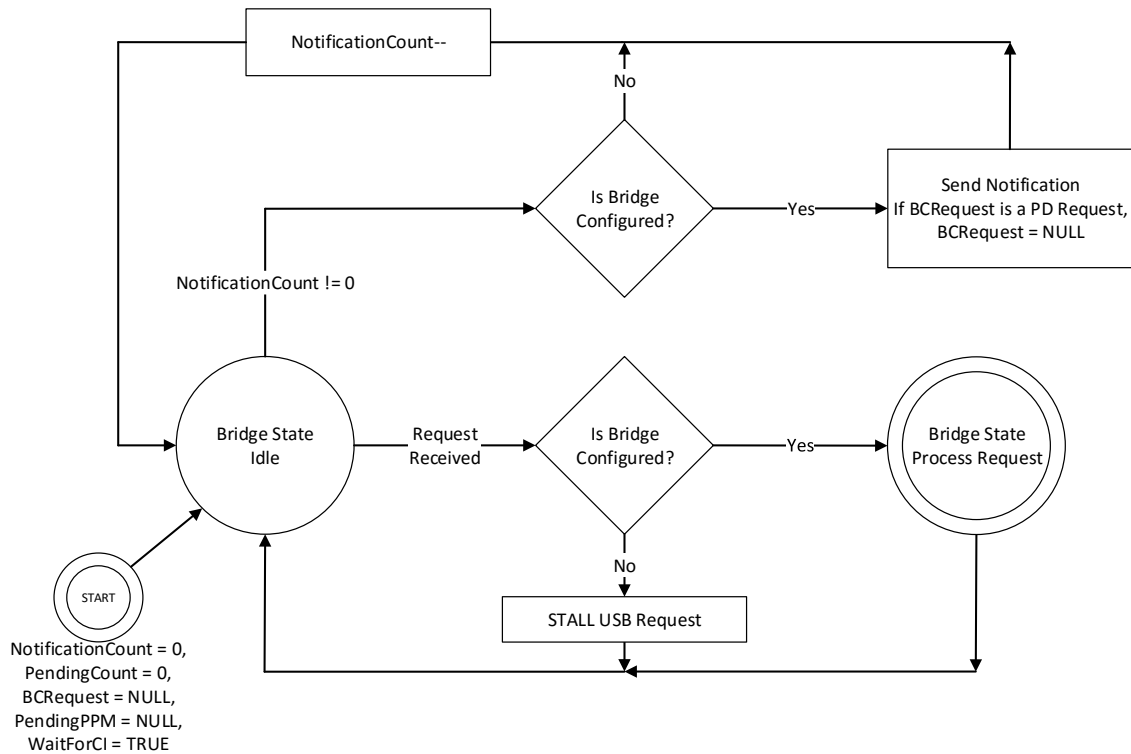 NotificationCount--
No
Is Bridge
Configured?
Yes
Send Notification
If BCRequest is a PD Request,
BCRequest = NULL
NotificationCount != 0
Bridge State
Idle
Request
Received
Is Bridge
Configured?
Yes
Bridge State
Process Request
No
STALL USB Request
START
NotificationCount = 0,
PendingCount = 0,
BCRequest = NULL,
PendingPPM = NULL,
WaitForCI = TRUE